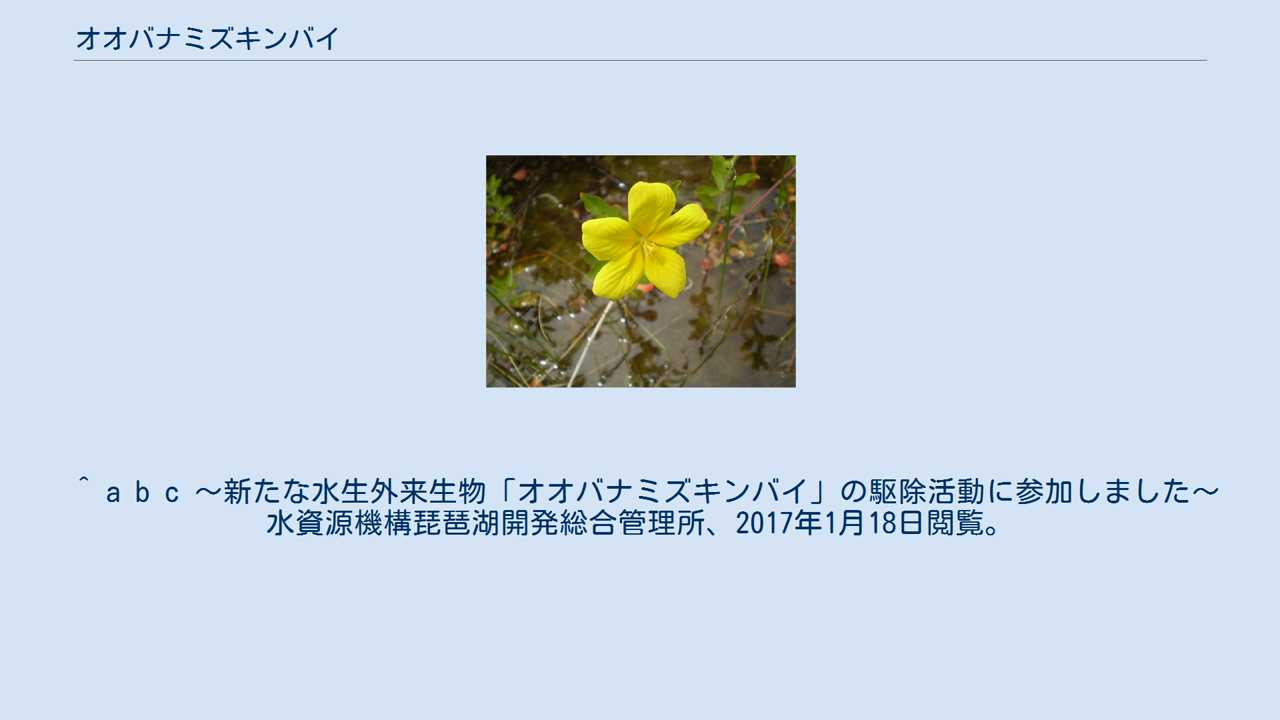 オオバナミズキンバイ
^ a b c ～新たな水生外来生物「オオバナミズキンバイ」の駆除活動に参加しました～
水資源機構琵琶湖開発総合管理所、2017年1月18日閲覧。